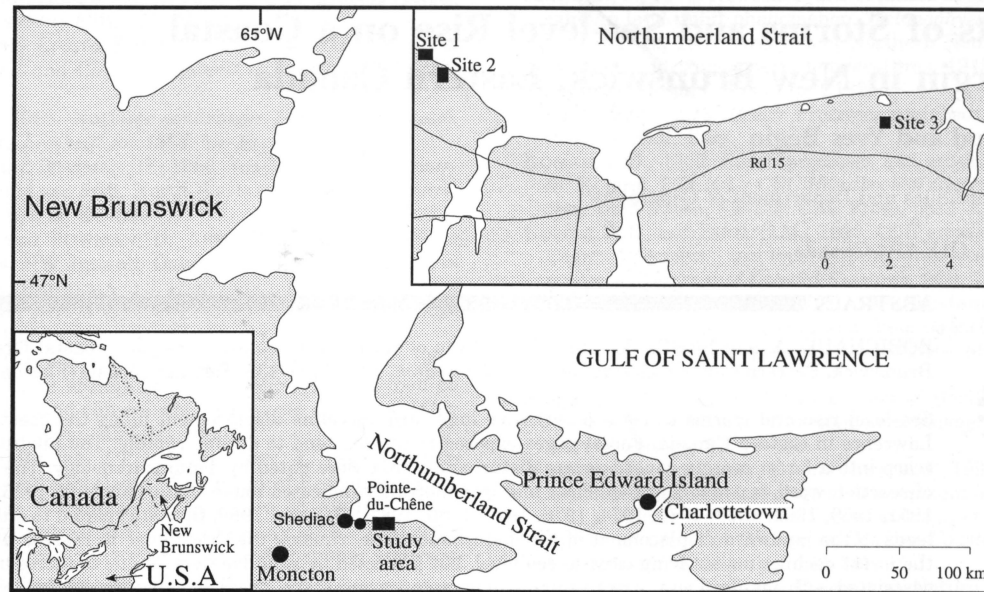 65°W
Northumberland Strait
Site 1
Site 2
Site 3
Rd 15
0 2 4
New Brunswick
47°N
GULF OF SAINT LAWRENCE
Canada
New
Brunswick
U.S.A
Northumberland Strait
Prince Edward Island
Charlottetown
Pointe-
du-Chêne
Shediac
Study
area
Moncton
0 50 100 km